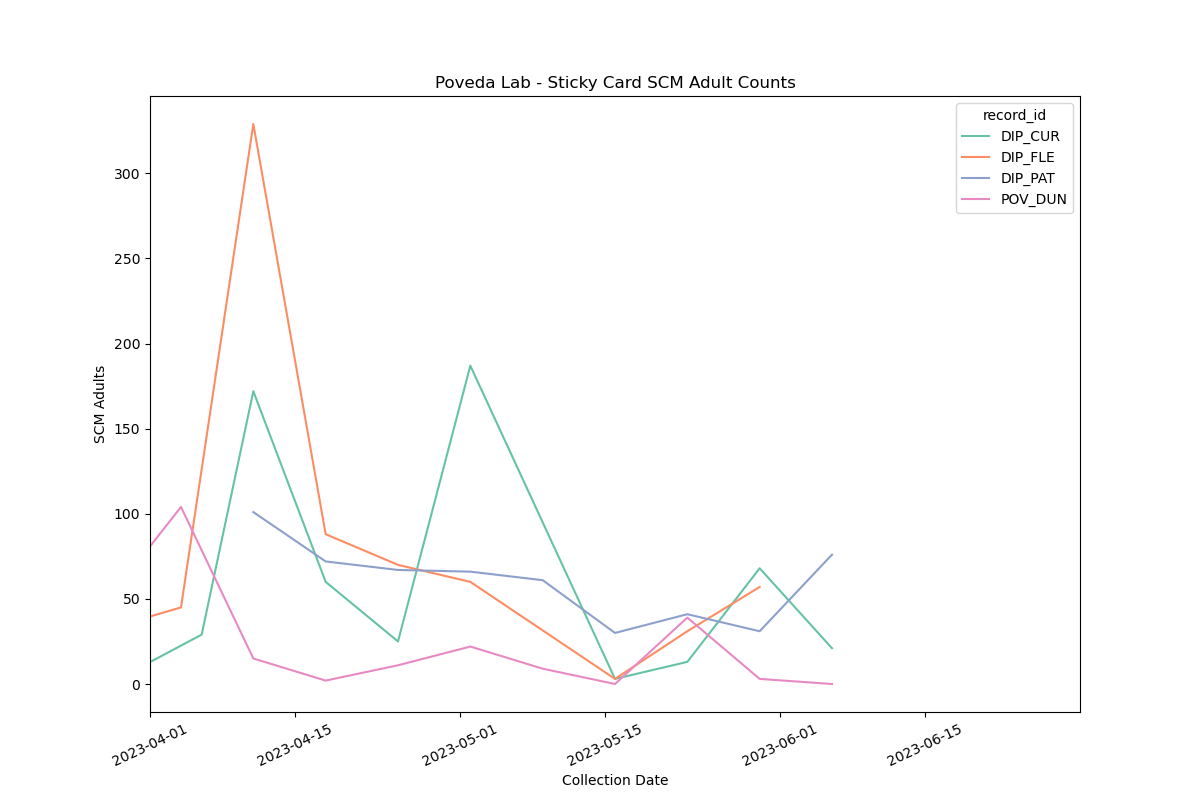 Poveda Lab - Sticky Card SCM Adult Counts
record_id
DIP_CUR
DIP_FLE
DIP_PAT
POV_DUN
300
250
200
150
100
50
0
SCM Adults
2023-04-01
2023-04-15
2023-05-01
2023-05-15
2023-06-01
2023-06-15
Collection Date